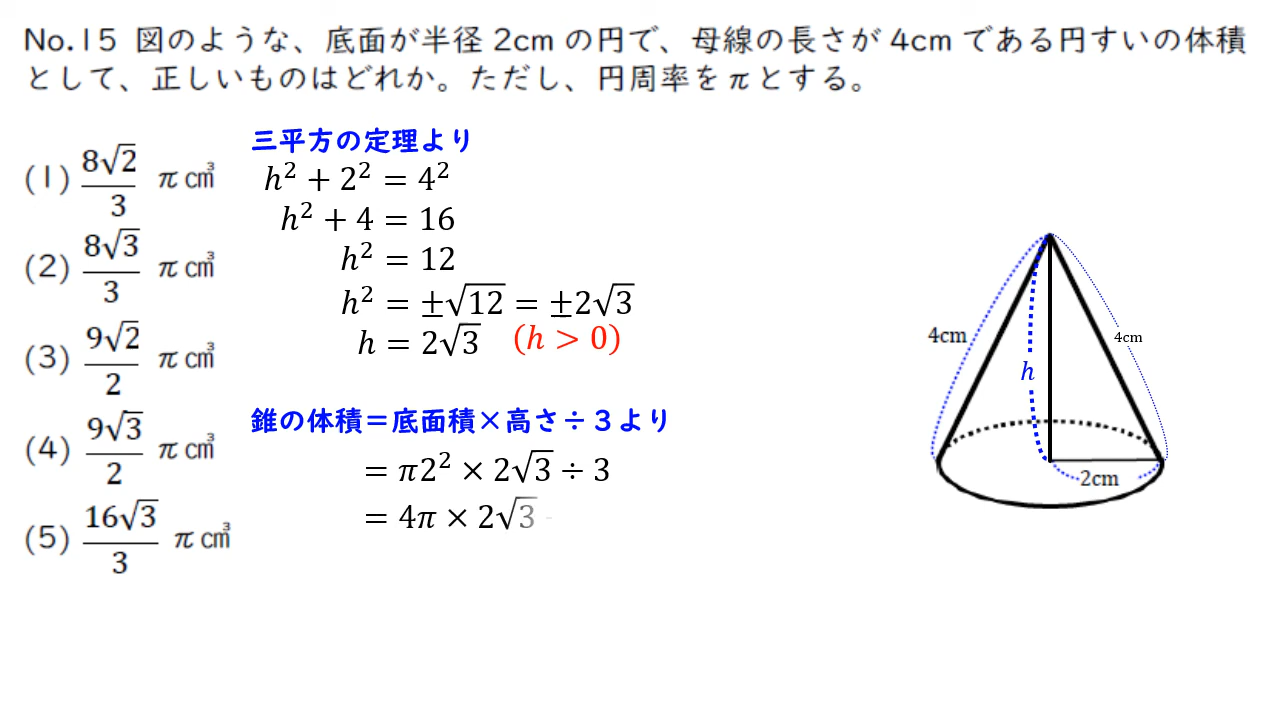 No.15 図のような、底面が半径 2cm の円で、母線の長さが 4cm である円すいの体積
として、正しいものはどれか。ただし、円周率をπとする。
(1) 8√2/3 π㎤
(2) 8√3/3 π㎤
(3) 9√2/2 π㎤
(4) 9√3/2 π㎤
(5) 16√3/3 π㎤
三平方の定理より
h² + 2² = 4²
h² + 4 = 16
h² = 12
h² = ±√12 = ±2√3
h = 2√3 (h > 0)
錐の体積＝底面積×高さ÷３より
= π2² × 2√3 ÷ 3
= 4π × 2√3
4cm
h
4cm
2cm